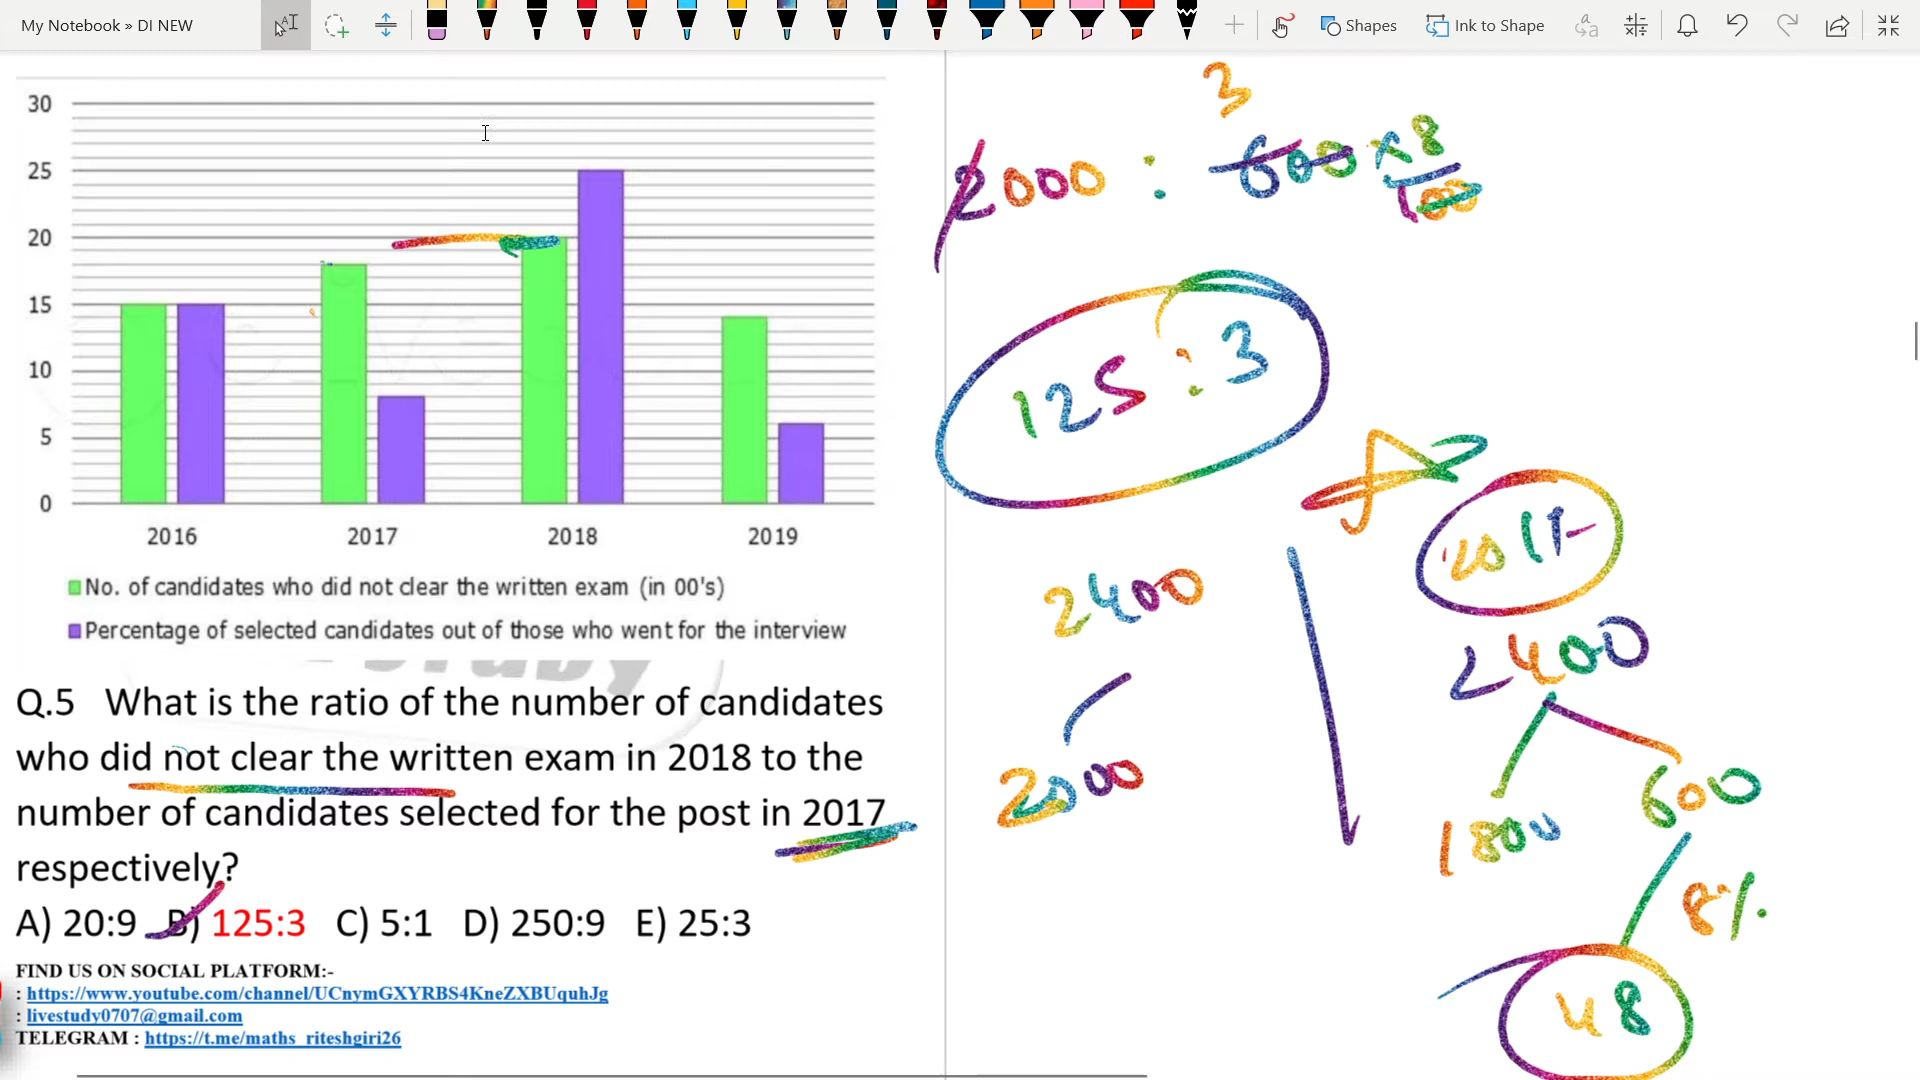 My Notebook » DI NEW
Shapes
Ink to Shape
30
25
20
15
10
5
0
2016 2017 2018 2019
No. of candidates who did not clear the written exam (in 00's)
Percentage of selected candidates out of those who went for the interview
Q.5 What is the ratio of the number of candidates
who did not clear the written exam in 2018 to the
number of candidates selected for the post in 2017
respectively?
A) 20:9 B) 125:3 C) 5:1 D) 250:9 E) 25:3
FIND US ON SOCIAL PLATFORM:-
: https://www.youtube.com/channel/UCnymGXYRBS4KneZXBUquhJg
: livestudy0707@gmail.com
TELEGRAM : https://t.me/maths_riteshgiri26
3
2000 : 600 × 8
100
125 : 3
2400
2000
2400
1800 600
8%
48